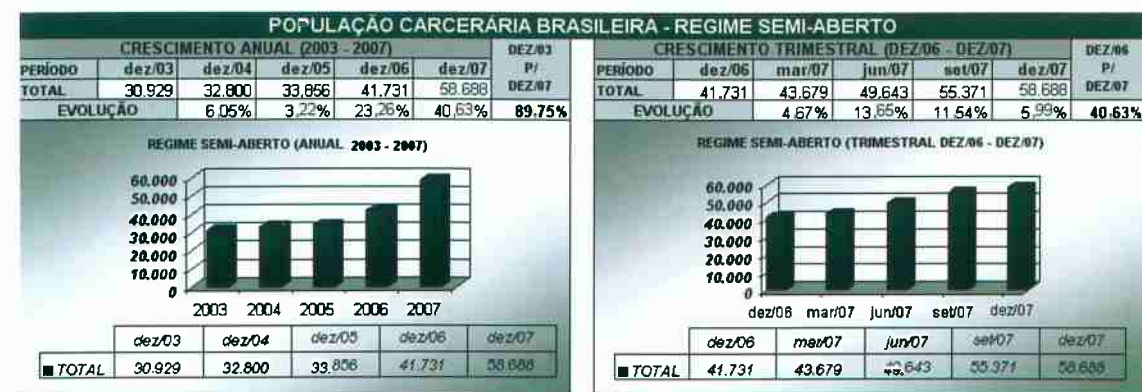 POPULAÇÃO CARCERÁRIA BRASILEIRA - REGIME SEMI-ABERTO
CRESCIMENTO ANUAL (2003 - 2007) DEZ/03 P/ DEZ/07
PERÍODO dez/03 dez/04 dez/05 dez/06 dez/07
TOTAL 30.929 32.800 33.856 41.731 58.688
EVOLUÇÃO 6,05% 3,22% 23,26% 40,63% 89,75%
REGIME SEMI-ABERTO (ANUAL 2003 - 2007)
60.000
50.000
40.000
30.000
20.000
10.000
0
2003 2004 2005 2006 2007
dez/03 dez/04 dez/05 dez/06 dez/07
TOTAL 30.929 32.800 33.856 41.731 58.688
CRESCIMENTO TRIMESTRAL (DEZ/06 - DEZ/07) DEZ/06 P/ DEZ/07
PERÍODO dez/06 mar/07 jun/07 set/07 dez/07
TOTAL 41.731 43.679 49.643 55.371 58.688
EVOLUÇÃO 4,67% 13,65% 11,54% 5,99% 40,63%
REGIME SEMI-ABERTO (TRIMESTRAL DEZ/06 - DEZ/07)
60.000
50.000
40.000
30.000
20.000
10.000
0
dez/06 mar/07 jun/07 set/07 dez/07
dez/06 mar/07 jun/07 set/07 dez/07
TOTAL 41.731 43.679 49.643 55.371 58.688